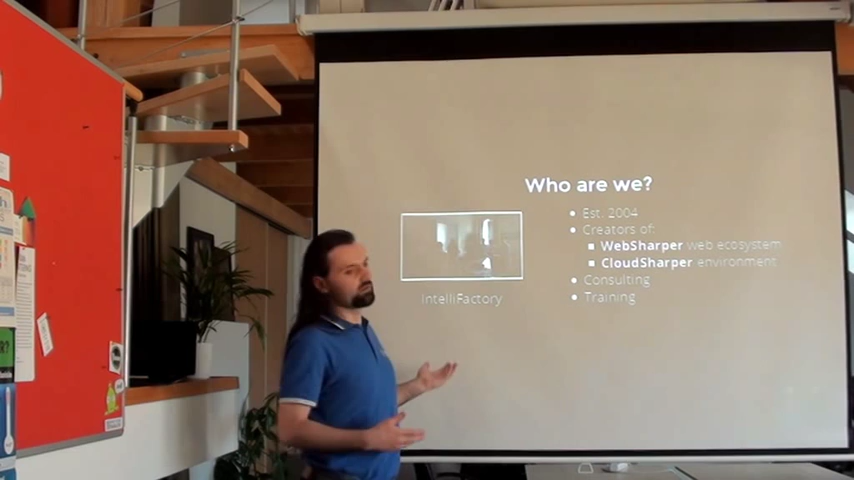 Who are we?
Est. 2004
Creators of:
WebSharper web ecosystem
CloudSharper environment
Consulting
Training
IntelliFactory